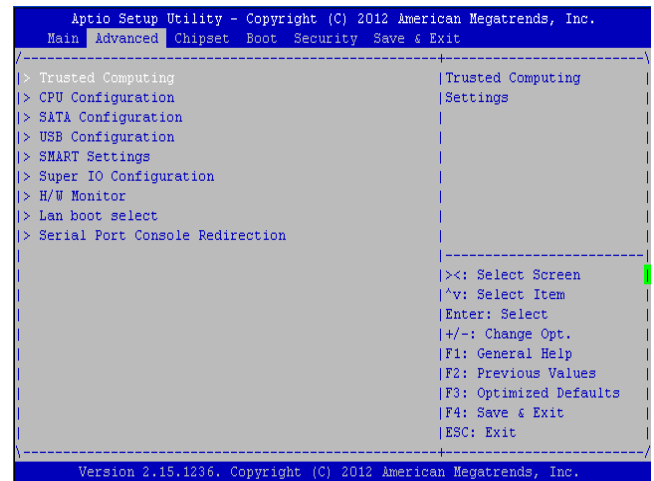 Aptio Setup Utility - Copyright (C) 2012 American Megatrends, Inc.
Main Advanced Chipset Boot Security Save & Exit
/----------------------------------------------------+--------------------------\
|> Trusted Computing |Trusted Computing |
|> CPU Configuration |Settings |
|> SATA Configuration | |
|> USB Configuration | |
|> SMART Settings | |
|> Super IO Configuration | |
|> H/W Monitor | |
|> Lan boot select | |
|> Serial Port Console Redirection | |
| |--------------------------|
| |><: Select Screen |
| |^v: Select Item |
| |Enter: Select |
| |+/-: Change Opt. |
| |F1: General Help |
| |F2: Previous Values |
| |F3: Optimized Defaults |
| |F4: Save & Exit |
| |ESC: Exit |
\----------------------------------------------------+--------------------------/
Version 2.15.1236. Copyright (C) 2012 American Megatrends, Inc.